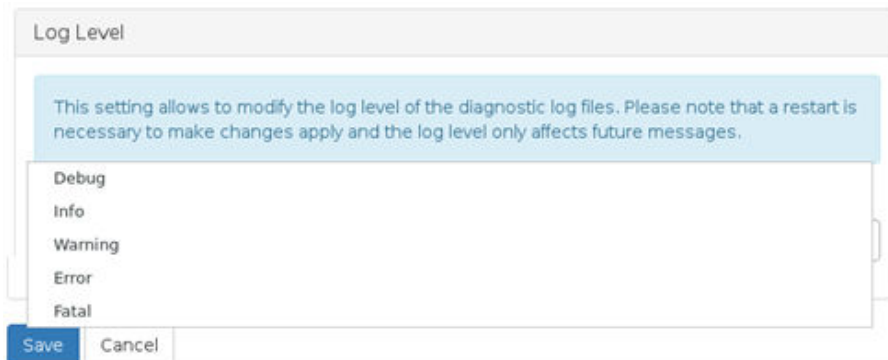 Log Level
This setting allows to modify the log level of the diagnostic log files. Please note that a restart is
necessary to make changes apply and the log level only affects future messages.
Debug
Info
Warning
Error
Fatal
Save Cancel